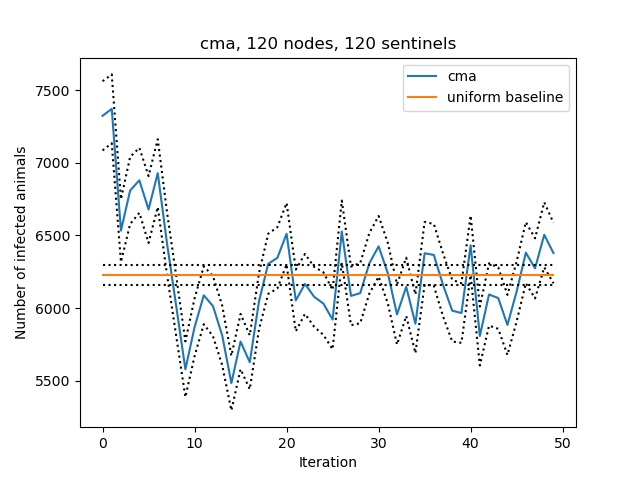 cma, 120 nodes, 120 sentinels
cma
uniform baseline
Number of infected animals
7500
7000
6500
6000
5500
0 10 20 30 40 50
Iteration